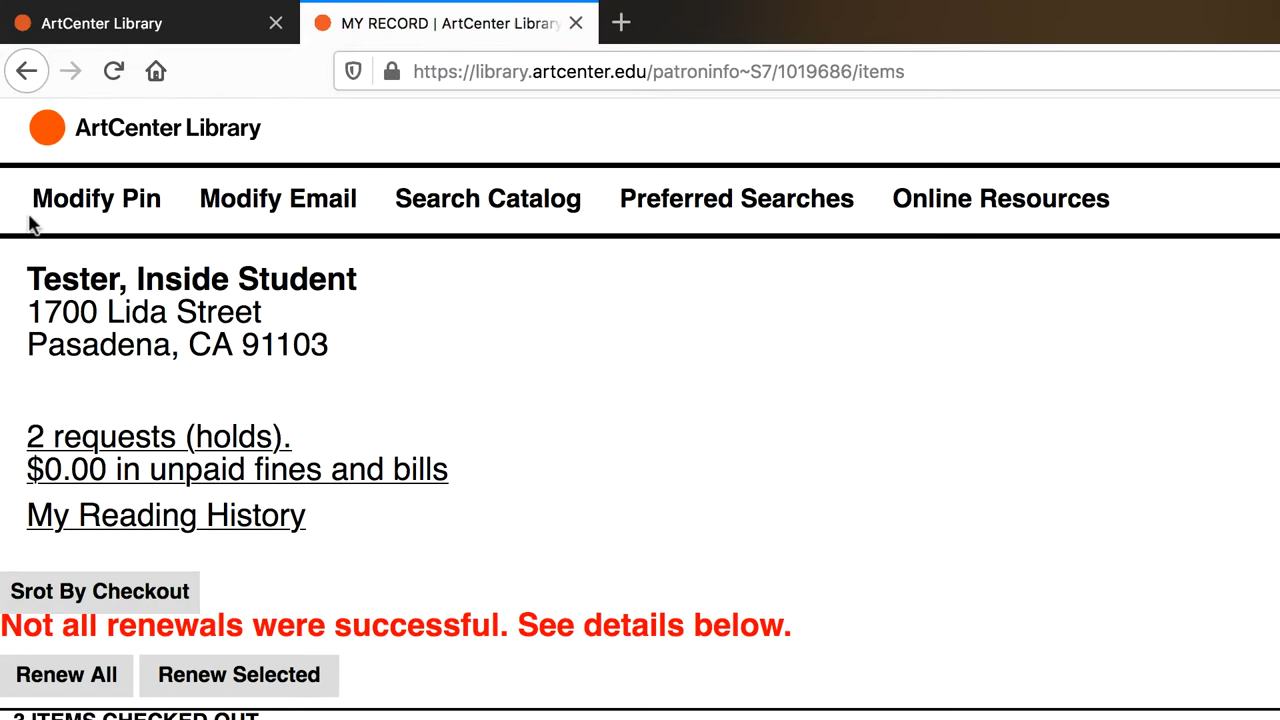 ArtCenter Library
MY RECORD | ArtCenter Library
https://library.artcenter.edu/patroninfo~S7/1019686/items
ArtCenter Library
Modify Pin Modify Email Search Catalog Preferred Searches Online Resources
Tester, Inside Student
1700 Lida Street
Pasadena, CA 91103
2 requests (holds).
$0.00 in unpaid fines and bills
My Reading History
Srot By Checkout
Not all renewals were successful. See details below.
Renew All Renew Selected
ITEMS CHECKED OUT